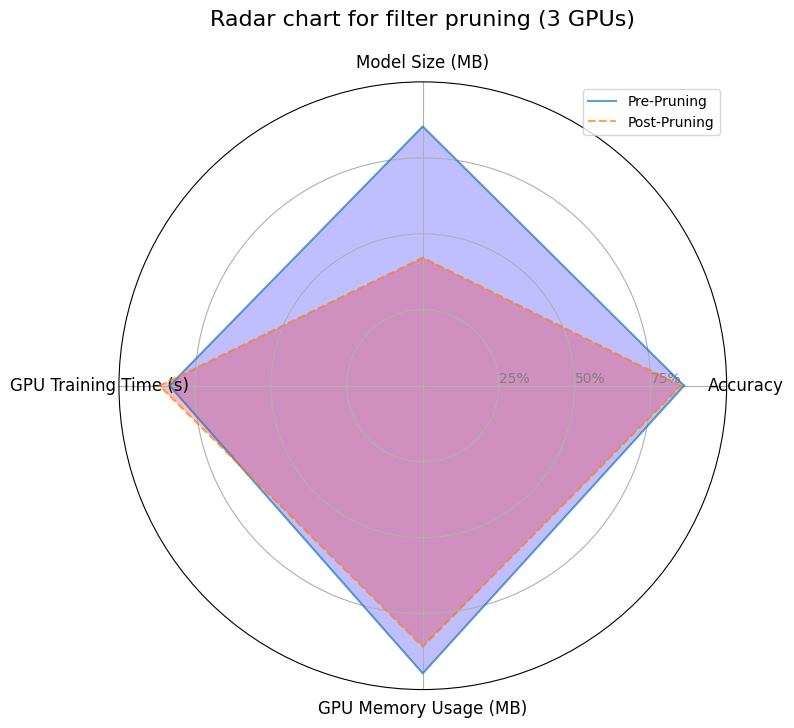 Radar chart for filter pruning (3 GPUs)
Model Size (MB)
Pre-Pruning
Post-Pruning
GPU Training Time (s)
25%
50%
75%
Accuracy
GPU Memory Usage (MB)